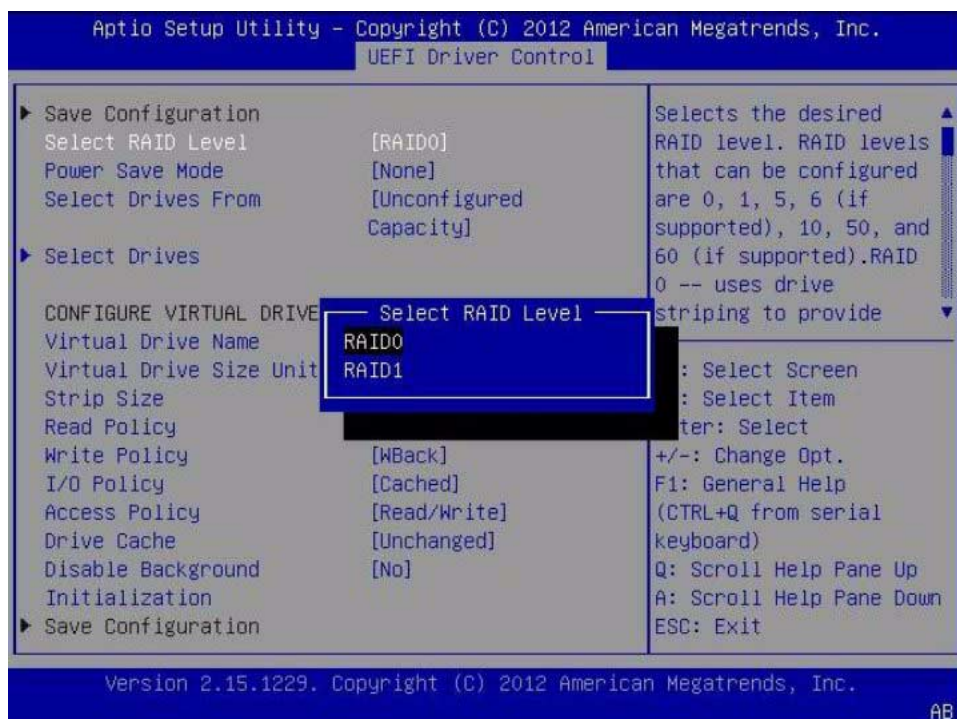 Aptio Setup Utility - Copyright (C) 2012 American Megatrends, Inc.
UEFI Driver Control
Save Configuration
Select RAID Level [RAID0]
Power Save Mode [None]
Select Drives From [Unconfigured
Capacity]
Select Drives
CONFIGURE VIRTUAL DRIVE
Virtual Drive Name
Virtual Drive Size Unit
Strip Size
Read Policy
Write Policy [WBack]
I/O Policy [Cached]
Access Policy [Read/Write]
Drive Cache [Unchanged]
Disable Background [No]
Initialization
Save Configuration
Select RAID Level
RAID0
RAID1
Selects the desired
RAID level. RAID levels
that can be configured
are 0, 1, 5, 6 (if
supported), 10, 50, and
60 (if supported).RAID
0 -- uses drive
striping to provide
: Select Screen
: Select Item
ter: Select
+/-: Change Opt.
F1: General Help
(CTRL+Q from serial
keyboard)
Q: Scroll Help Pane Up
A: Scroll Help Pane Down
ESC: Exit
Version 2.15.1229. Copyright (C) 2012 American Megatrends, Inc.
AB